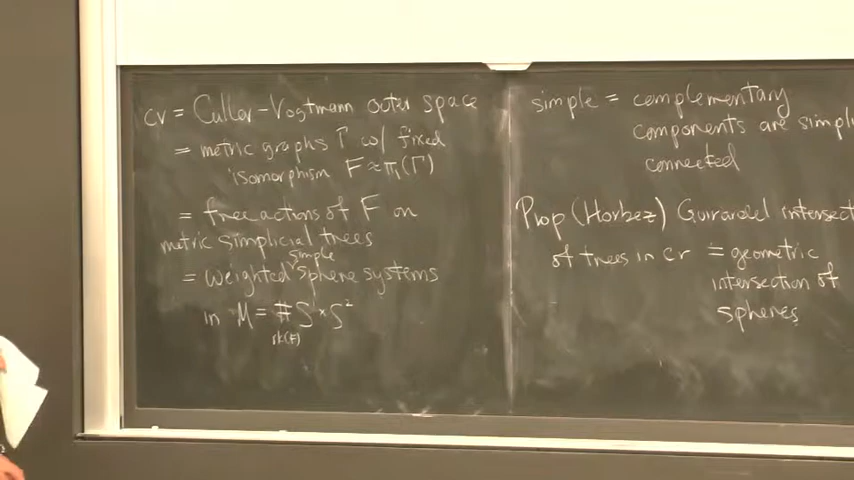 cv = Culler-Vogtmann outer space
= metric graphs Γ w/ fixed
isomorphism F ≈ π₁(Γ)
= free actions of F on
metric simplicial trees
simple
= weighted sphere systems
in M = # S¹ × S²
rk(F)
simple = complementary
components are simply
connected
Prop (Horbez) Guirardel intersect
of trees in cv = geometric
intersection of
spheres